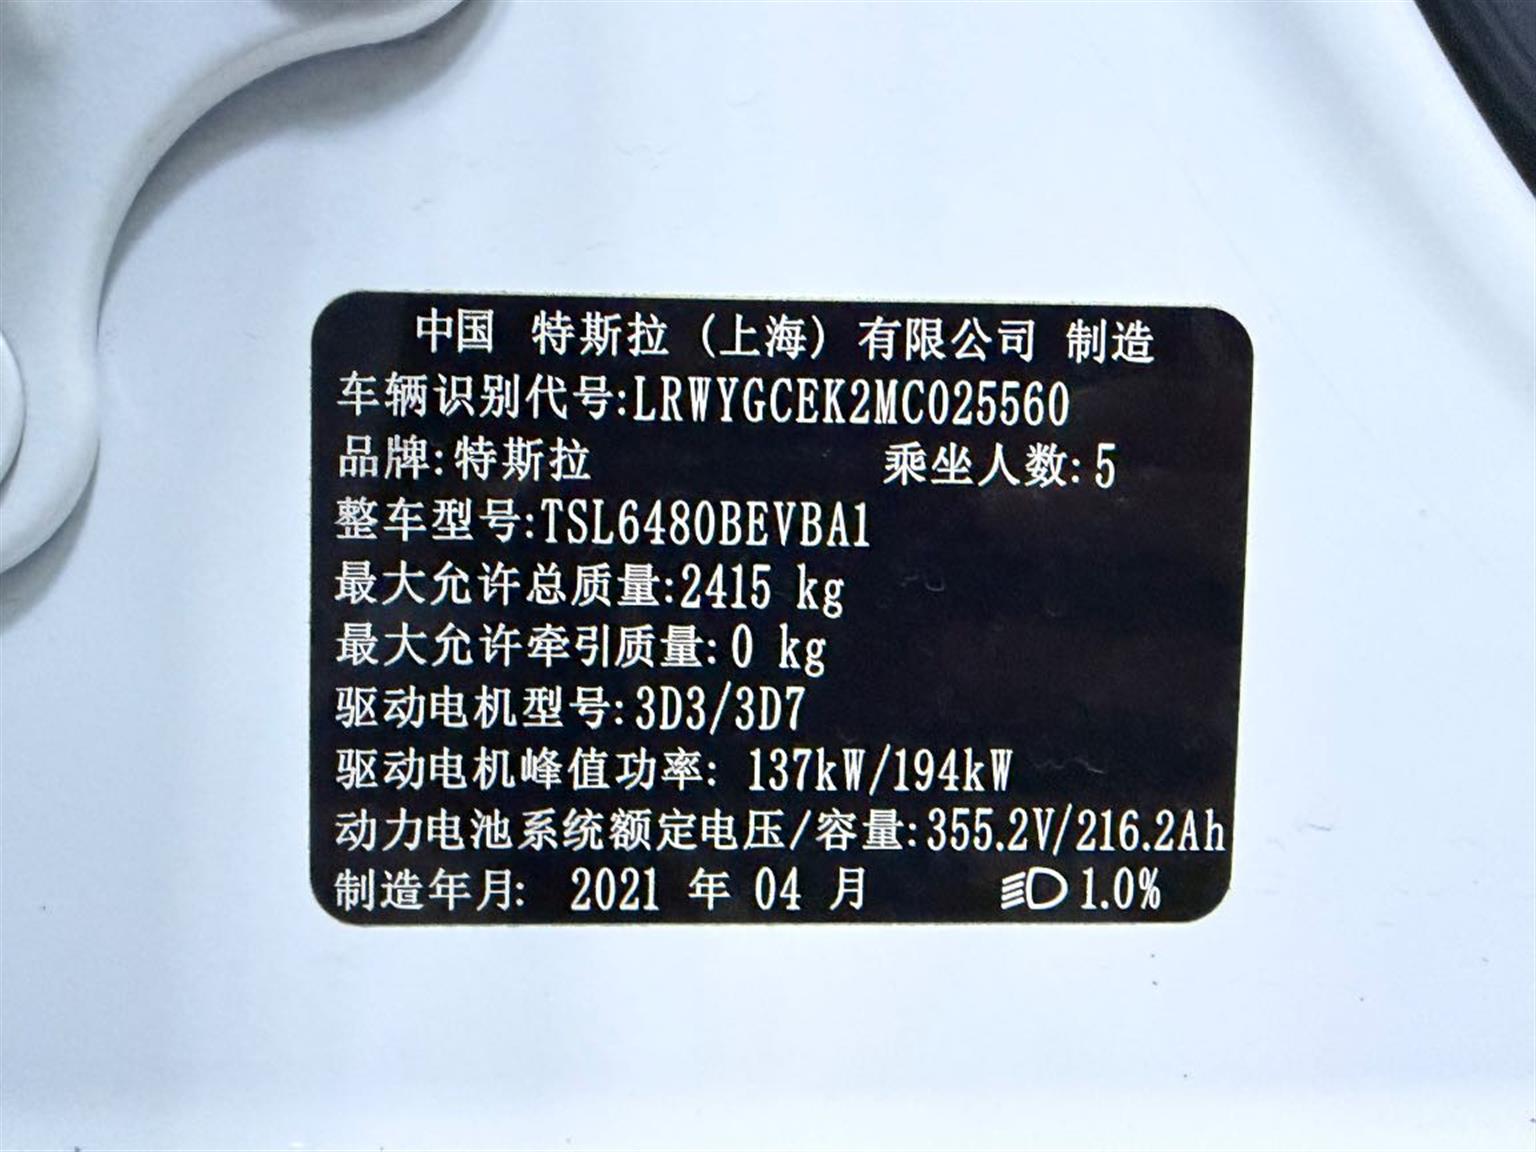 中国 特斯拉 (上海) 有限公司 制造
车辆识别代号:LRWYGCEK2MC025560
品牌:特斯拉 乘坐人数:5
整车型号:TSL6480BEVBA1
最大允许总质量:2415 kg
最大允许牵引质量:0 kg
驱动电机型号:3D3/3D7
驱动电机峰值功率: 137kW/194kW
动力电池系统额定电压/容量:355.2V/216.2Ah
制造年月: 2021 年 04 月 1.0%